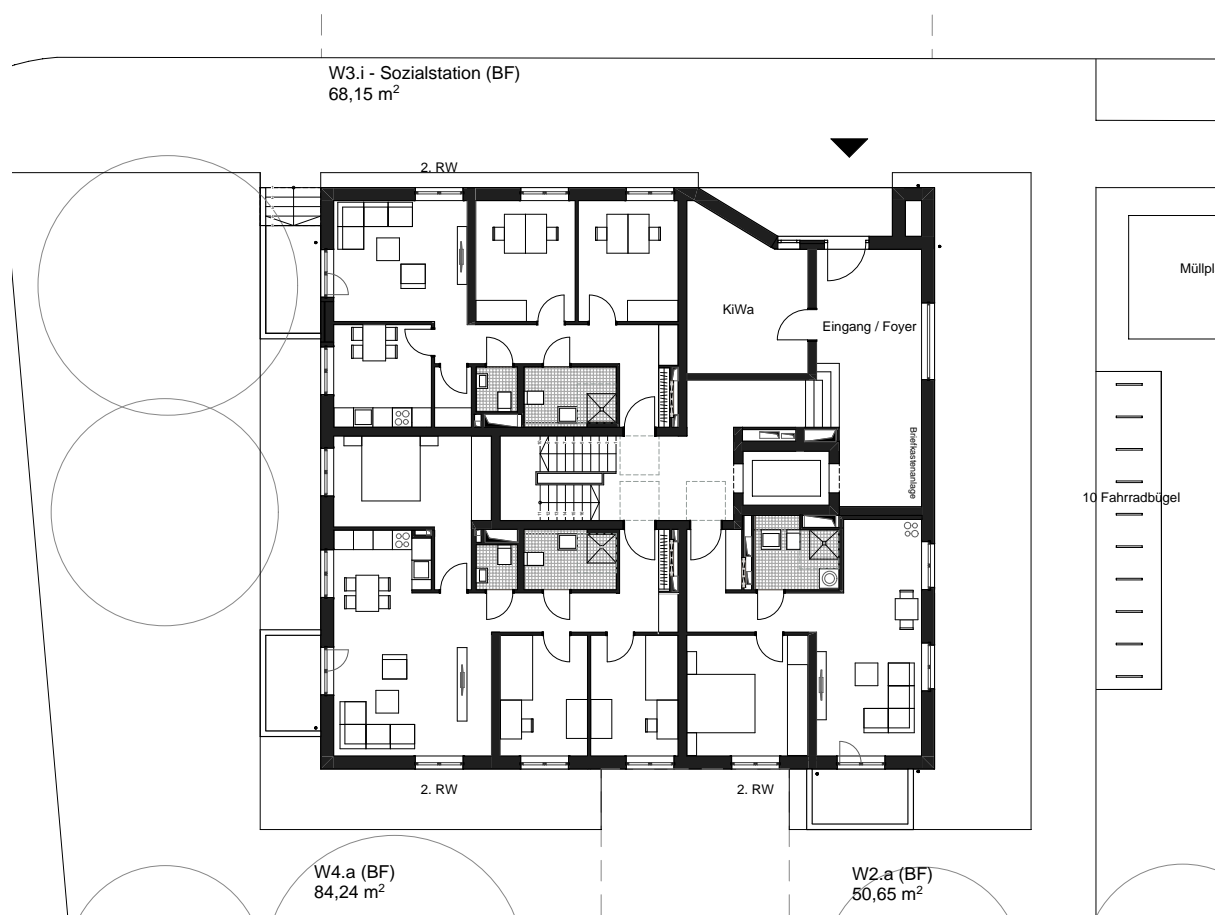 W3.i - Sozialstation (BF)
68,15 m²
2. RW
Müllpl
KiWa
Eingang / Foyer
Briefkastenanlage
10 Fahrradbügel
2. RW
2. RW
W4.a (BF)
84,24 m²
W2.a (BF)
50,65 m²